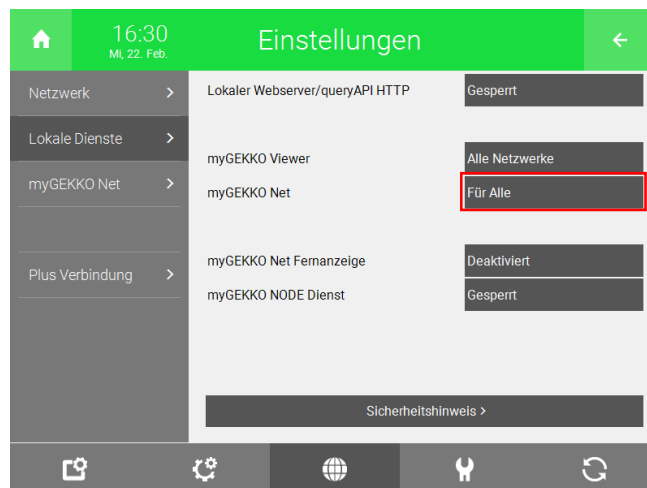 16:30
Mi, 22. Feb.
Einstellungen
Netzwerk
Lokale Dienste
myGEKKO Net
Plus Verbindung
Lokaler Webserver/queryAPI HTTP Gesperrt
myGEKKO Viewer Alle Netzwerke
myGEKKO Net Für Alle
myGEKKO Net Fernanzeige Deaktiviert
myGEKKO NODE Dienst Gesperrt
Sicherheitshinweis >